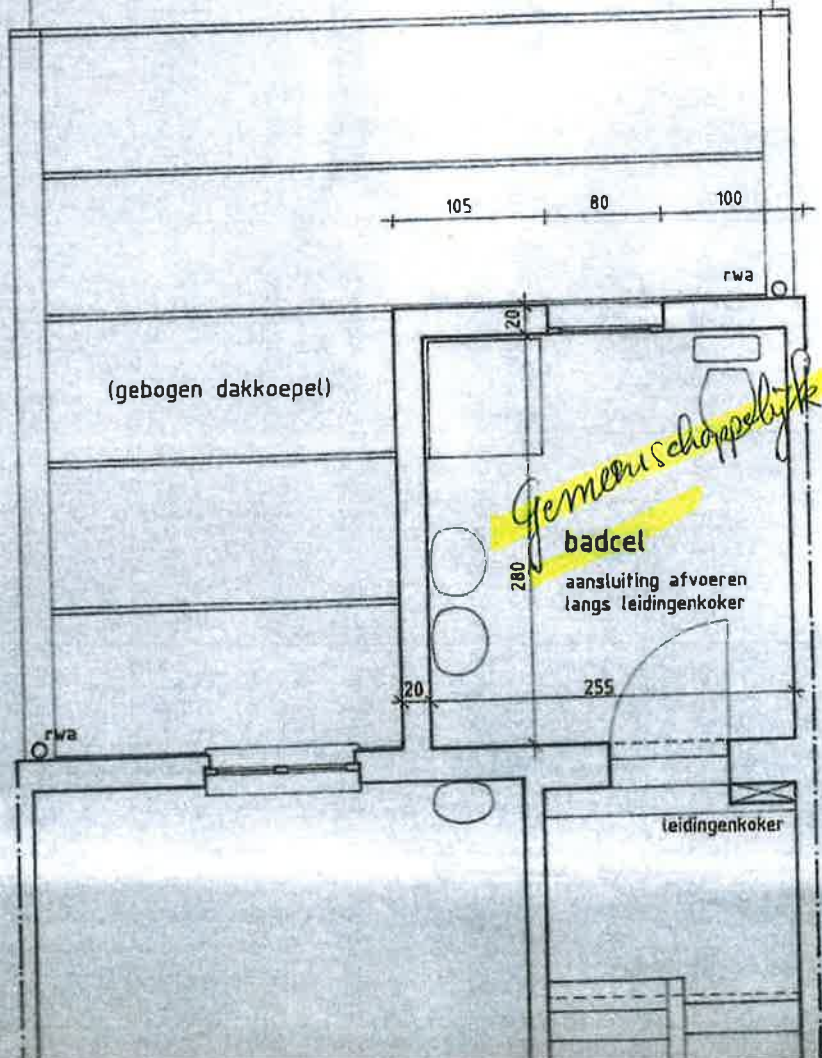 105 80 100
rwa
20
(gebogen dakkoepel)
Gemeenschappelijk
badcel
280
aansluiting afvoeren
langs leidingenkoker
20 255
rwa
leidingenkoker